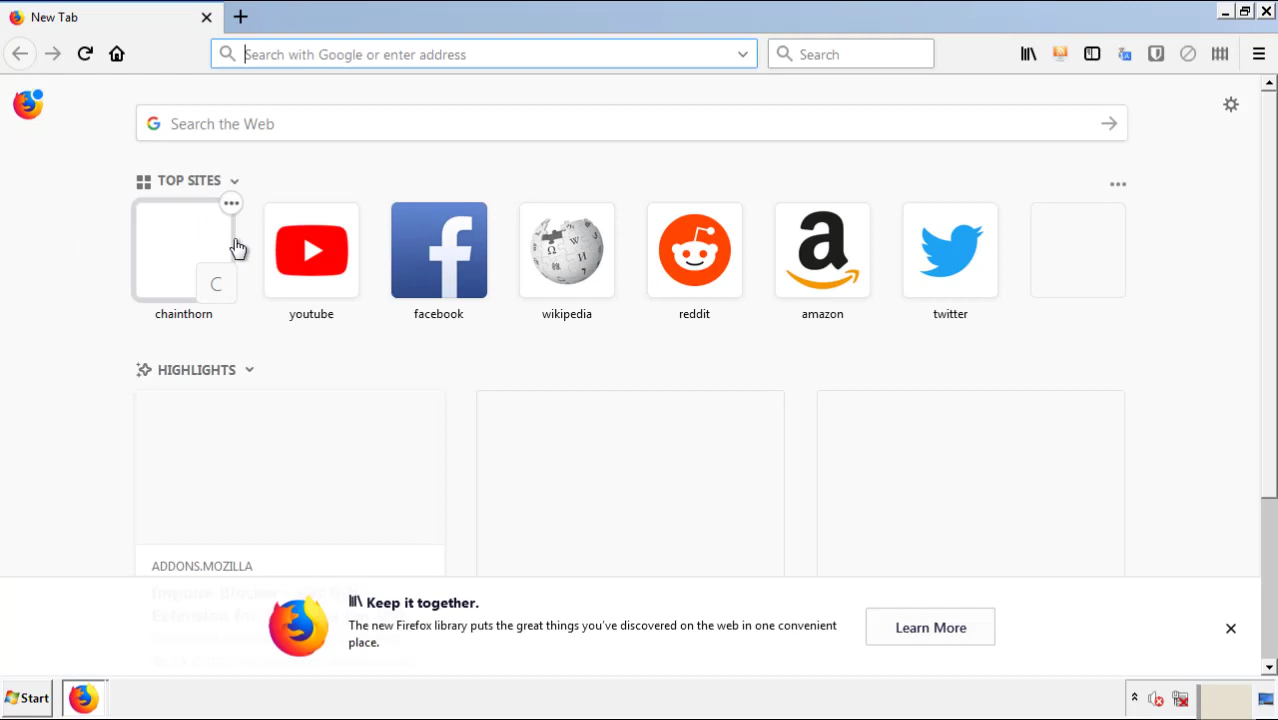 New Tab
Search with Google or enter address
Search
Search the Web
TOP SITES
C
chainthorn
youtube
facebook
wikipedia
reddit
amazon
twitter
HIGHLIGHTS
ADDONS.MOZILLA
Extension for
Keep it together.
The new Firefox library puts the great things you've discovered on the web in one convenient
place.
Learn More
Start